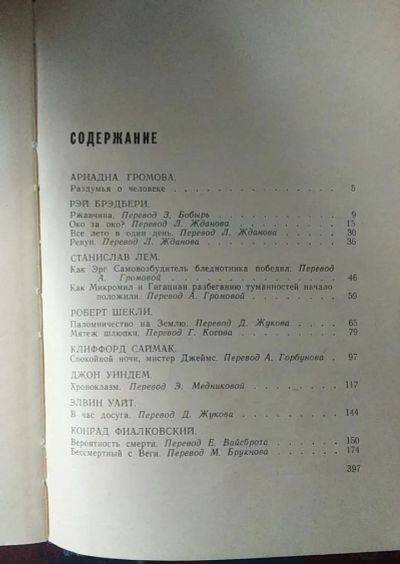 СОДЕРЖАНИЕ
АРИАДНА ГРОМОВА.
Раздумья о человеке . . . . . . . . . . . . . 5
РЭЙ БРЭДБЕРИ.
Ржавчина. Перевод З. Бобырь . . . . . . . . . . 9
Око за око? Перевод Л. Жданова . . . . . . . . 15
Все лето в один день. Перевод Л. Жданова . . . . 30
Ревун. Перевод Л. Жданова . . . . . . . . . . 36
СТАНИСЛАВ ЛЕМ.
Как Эрг Самовозбудитель бледнотника победил. Перевод
А. Громовой . . . . . . . . . . . . . . . 46
Как Микромил и Гигациан разбеганию туманностей начало
положили. Перевод А. Громовой . . . . . . . . 59
РОБЕРТ ШЕКЛИ.
Паломничество на Землю. Перевод Д. Жукова . . . . 65
Мятеж шлюпки. Перевод Г. Косова . . . . . . . . 79
КЛИФФОРД САЙМАК.
Спокойной ночи, мистер Джеймс. Перевод А. Горбунова . 97
ДЖОН УИНДЕМ.
Хроноклазм. Перевод Э. Медниковой . . . . . . . 117
ЭЛВИН УАЙТ.
В час досуга. Перевод Д. Жукова . . . . . . . . 144
КОНРАД ФИАЛКОВСКИЙ.
Вероятность смерти. Перевод Е. Вайсброта . . . . 150
Бессмертный с Веги. Перевод М. Брухнова . . . . . 174
397